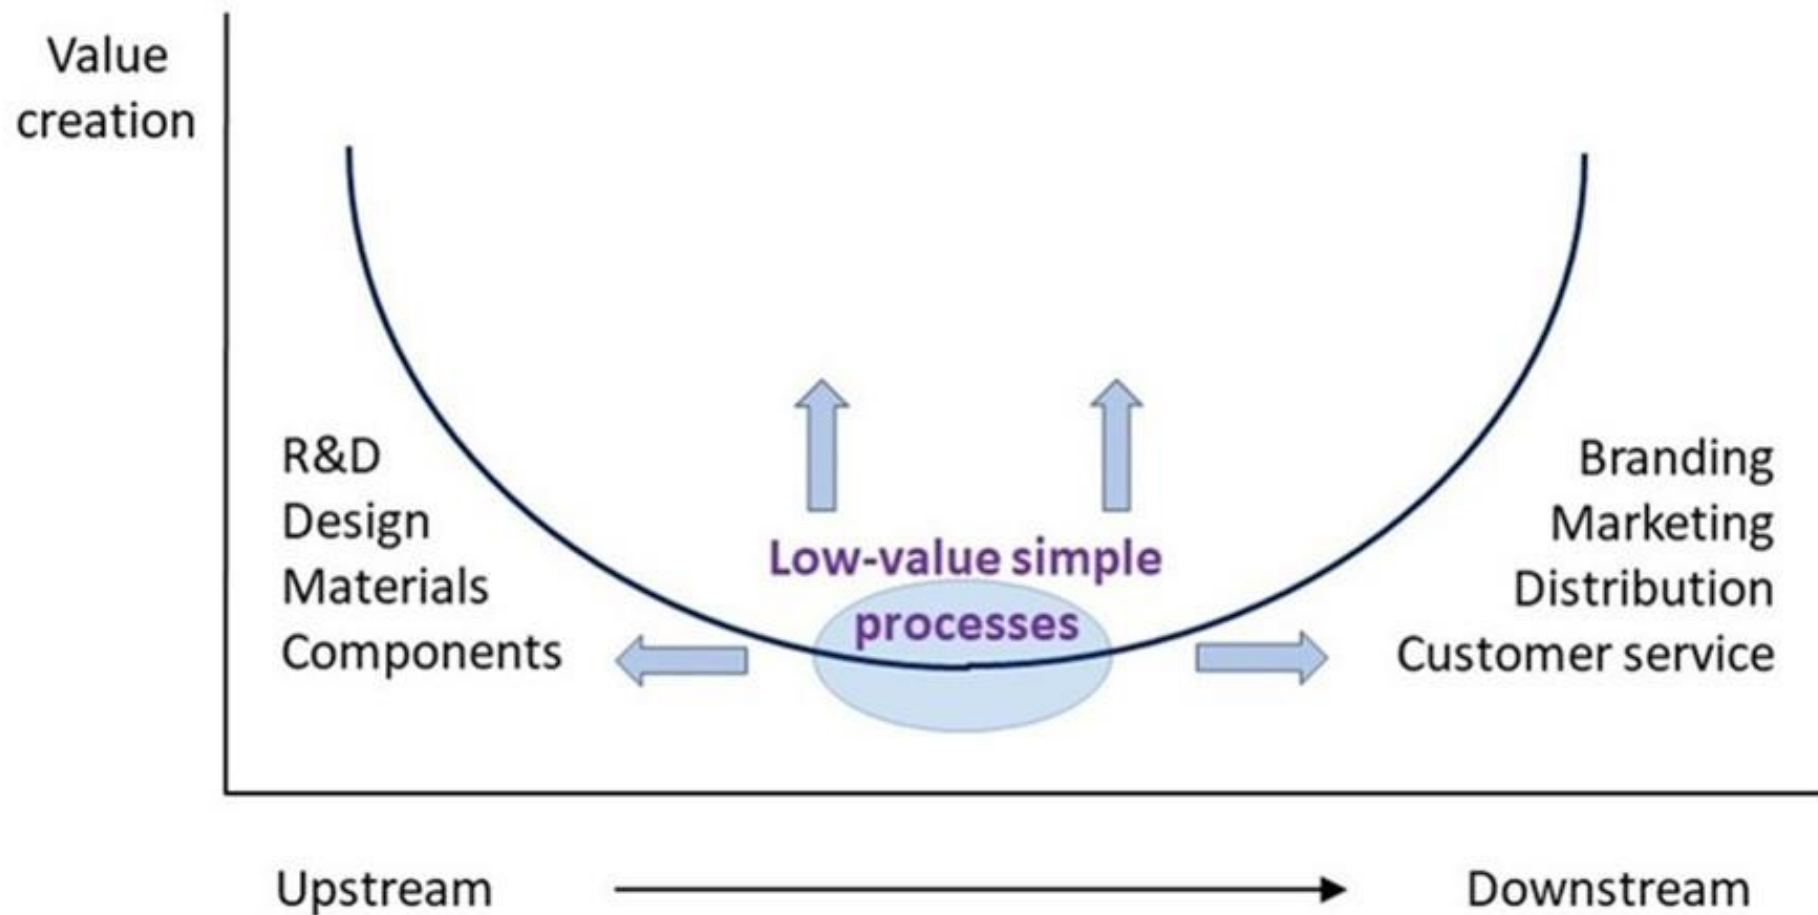 Value
creation
R&D
Design
Materials
Components
Low-value simple
processes
Branding
Marketing
Distribution
Customer service
Upstream
Downstream